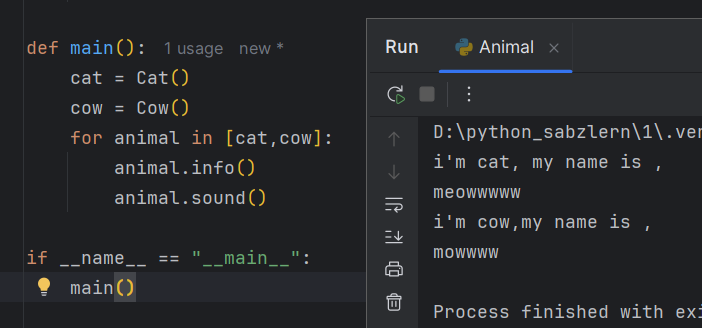 def main(): 1 usage new *
    cat = Cat()
    cow = Cow()
    for animal in [cat,cow]:
        animal.info()
        animal.sound()
if __name__ == "__main__":
    main()
Run Animal ×
D:\python_sabzlern\1\.ver
i'm cat, my name is ,
meowwwww
i'm cow,my name is ,
mowwww
Process finished with exi